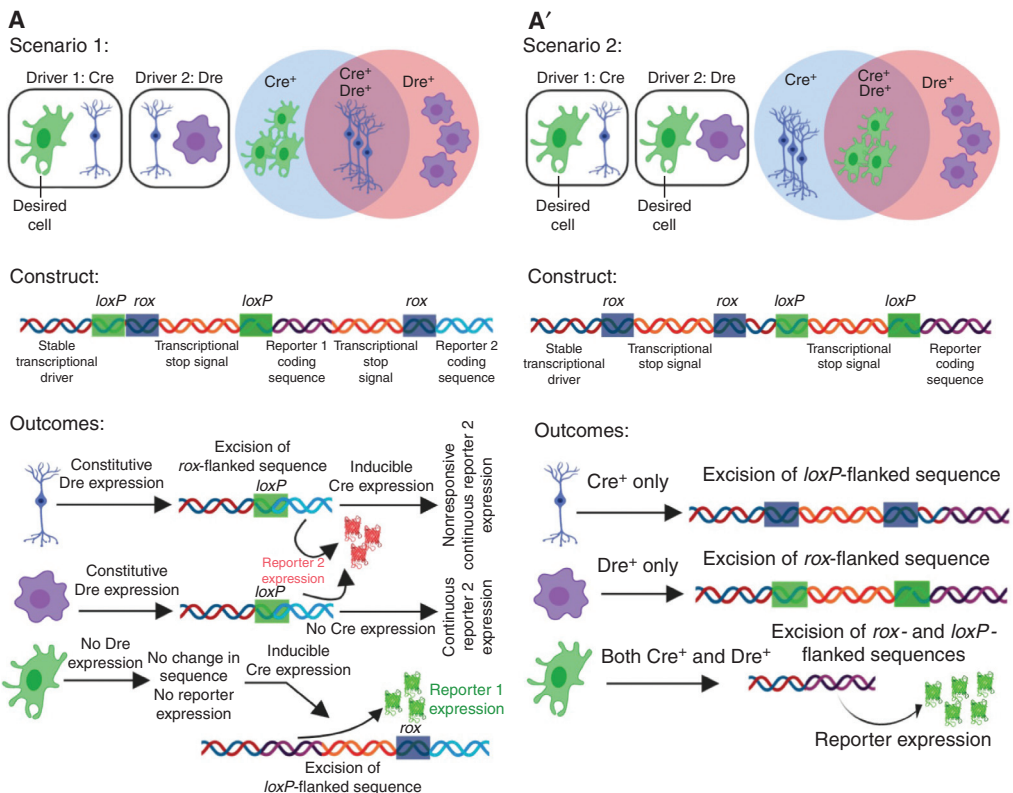 A
Scenario 1:
Driver 1: Cre
Driver 2: Dre
Cre⁺
Cre⁺
Dre⁺
Dre⁺
Desired
cell
Construct:
loxP
rox
loxP
rox
Stable
transcriptional
driver
Transcriptional
stop signal
Reporter 1
coding
sequence
Transcriptional
stop
signal
Reporter 2
coding
sequence
Outcomes:
Constitutive
Dre expression
Excision of
rox-flanked sequence
loxP
Inducible
Cre expression
Nonresponsive
continuous reporter 2
expression
Reporter 2
expression
Constitutive
Dre expression
loxP
No Cre expression
Continuous
reporter 2
expression
No Dre
expression
No change in
sequence
No reporter
expression
Inducible
Cre expression
Reporter 1
expression
rox
Excision of
loxP-flanked sequence
A′
Scenario 2:
Driver 1: Cre
Driver 2: Dre
Cre⁺
Cre⁺
Dre⁺
Dre⁺
Desired
cell
Desired
cell
Construct:
rox
rox
loxP
loxP
Stable
transcriptional
driver
Transcriptional
stop signal
Transcriptional
stop signal
Reporter
coding
sequence
Outcomes:
Cre⁺ only
Excision of loxP-flanked sequence
Dre⁺ only
Excision of rox-flanked sequence
Both Cre⁺ and Dre⁺
Excision of rox- and loxP-
flanked sequences
Reporter expression